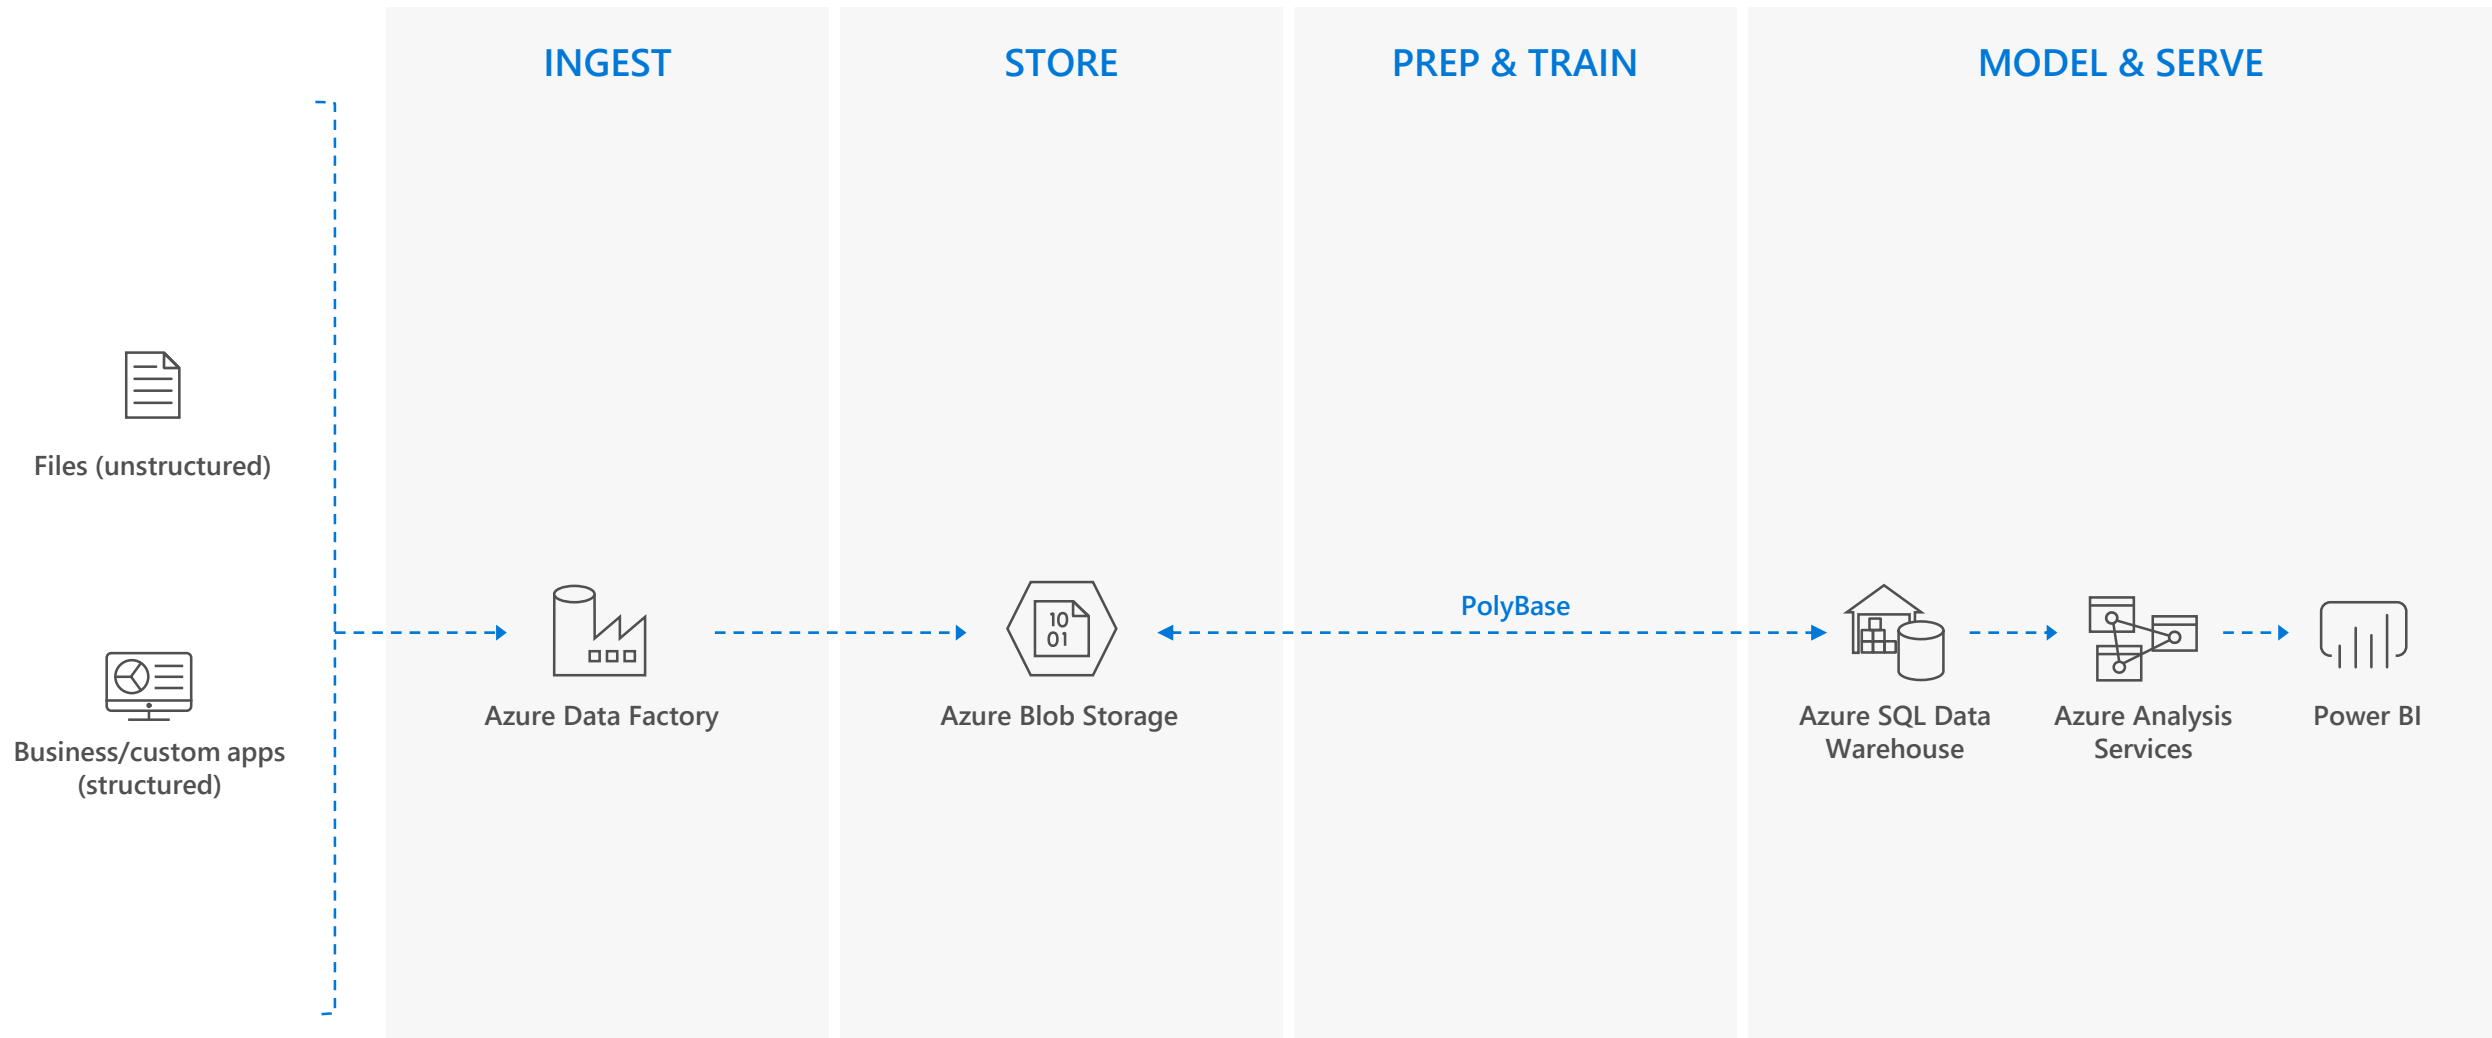 INGEST
STORE
PREP & TRAIN
MODEL & SERVE
Files (unstructured)
Business/custom apps
(structured)
Azure Data Factory
10
01
Azure Blob Storage
PolyBase
Azure SQL Data
Warehouse
Azure Analysis
Services
Power BI